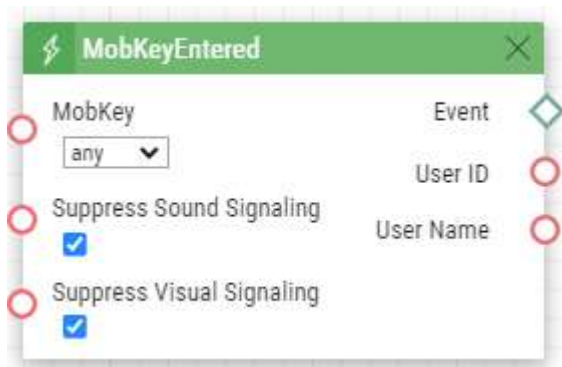 MobKeyEntered
MobKey
any
Event
User ID
Suppress Sound Signaling
User Name
Suppress Visual Signaling